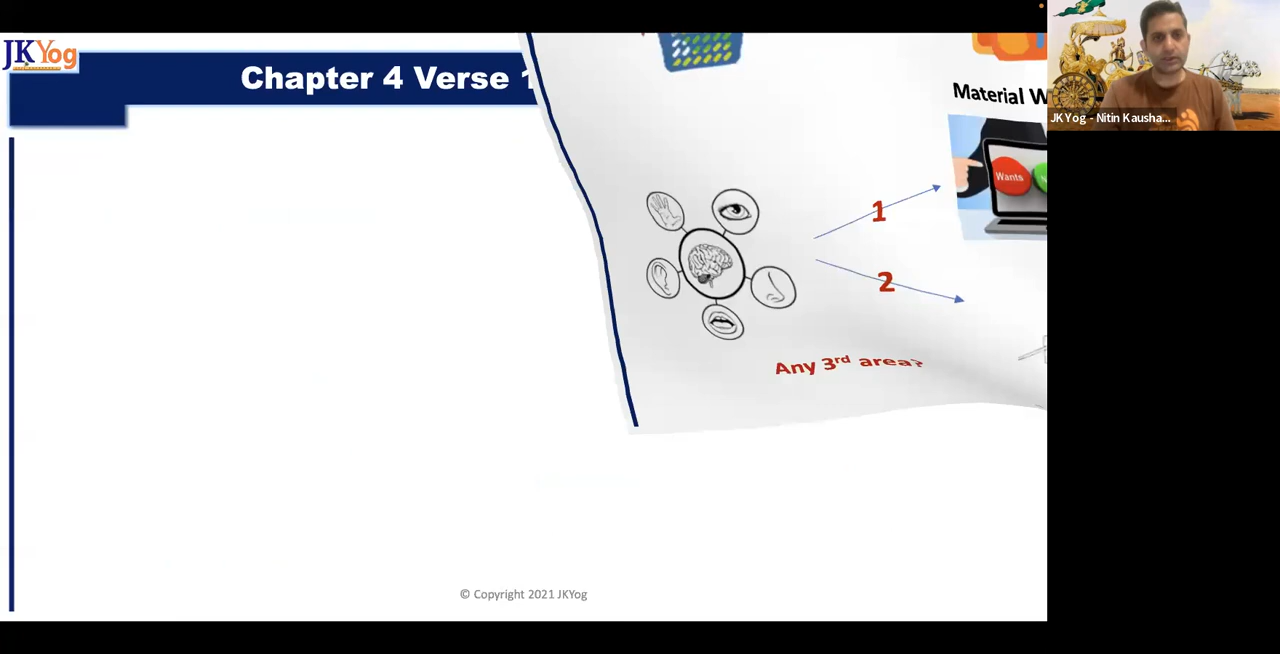 JKYog
Chapter 4 Verse 1
Material W
Wants
1
2
Any 3rd area?
© Copyright 2021 JKYog
JKYog - Nitin Kausha...